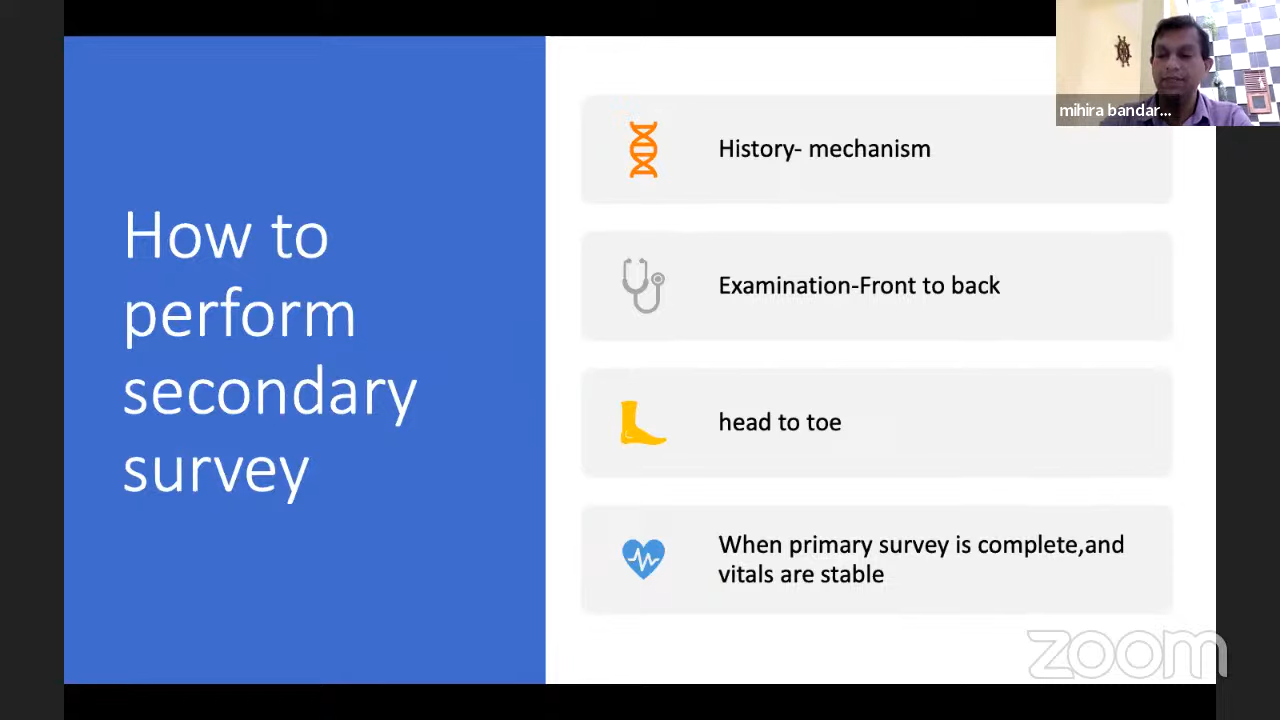 How to
perform
secondary
survey
History- mechanism
Examination-Front to back
head to toe
When primary survey is complete,and
vitals are stable
mihira bandar...
zoom